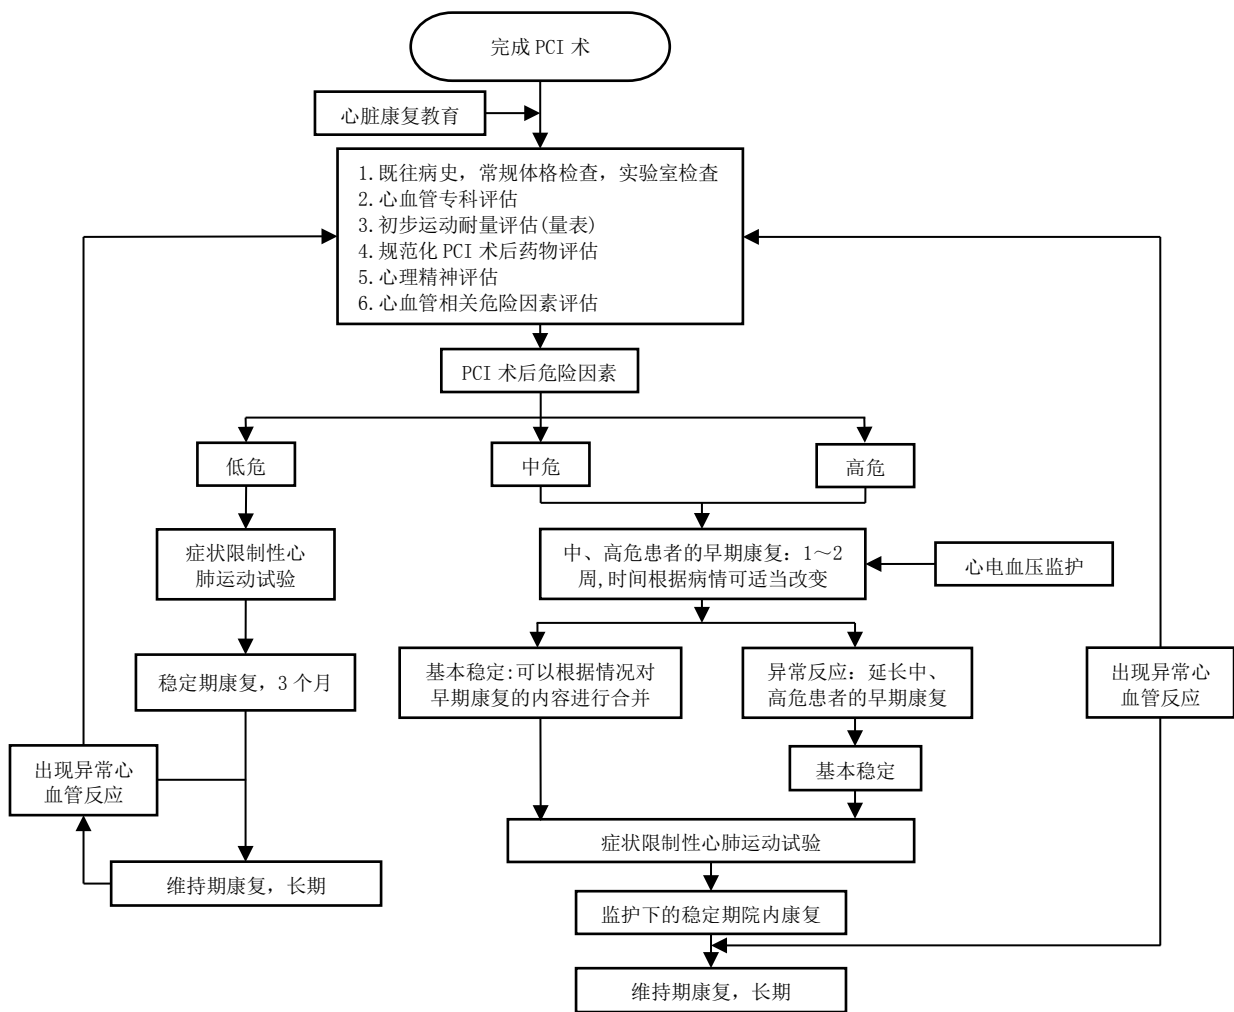 完成 PCI 术
心脏康复教育
1.既往病史，常规体格检查，实验室检查
2.心血管专科评估
3.初步运动耐量评估(量表)
4.规范化 PCI 术后药物评估
5.心理精神评估
6.心血管相关危险因素评估
PCI 术后危险因素
低危
中危
高危
症状限制性心
肺运动试验
中、高危患者的早期康复：1～2
周,时间根据病情可适当改变
心电血压监护
稳定期康复，3 个月
基本稳定:可以根据情况对
早期康复的内容进行合并
异常反应：延长中、
高危患者的早期康复
出现异常心
血管反应
出现异常心
血管反应
基本稳定
症状限制性心肺运动试验
维持期康复，长期
监护下的稳定期院内康复
维持期康复，长期